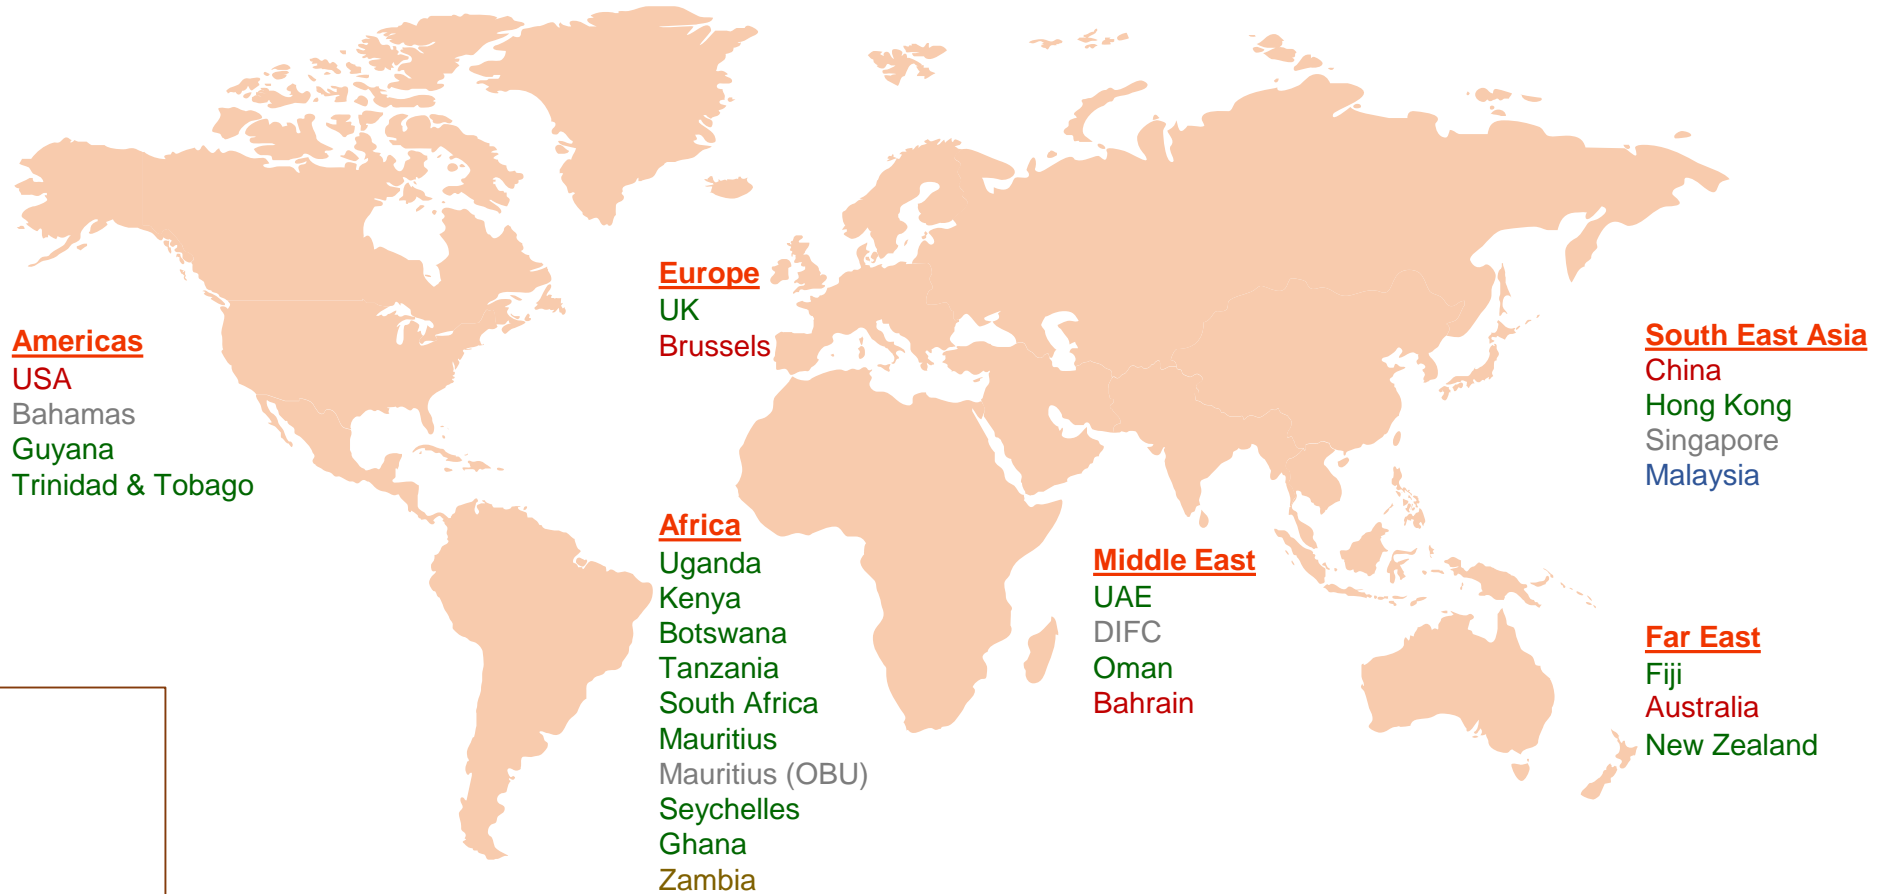 Americas
USA
Bahamas
Guyana
Trinidad & Tobago
Europe
UK
Brussels
Africa
Uganda
Kenya
Botswana
Tanzania
South Africa
Mauritius
Mauritius (OBU)
Seychelles
Ghana
Zambia
Middle East
UAE
DIFC
Oman
Bahrain
South East Asia
China
Hong Kong
Singapore
Malaysia
Far East
Fiji
Australia
New Zealand